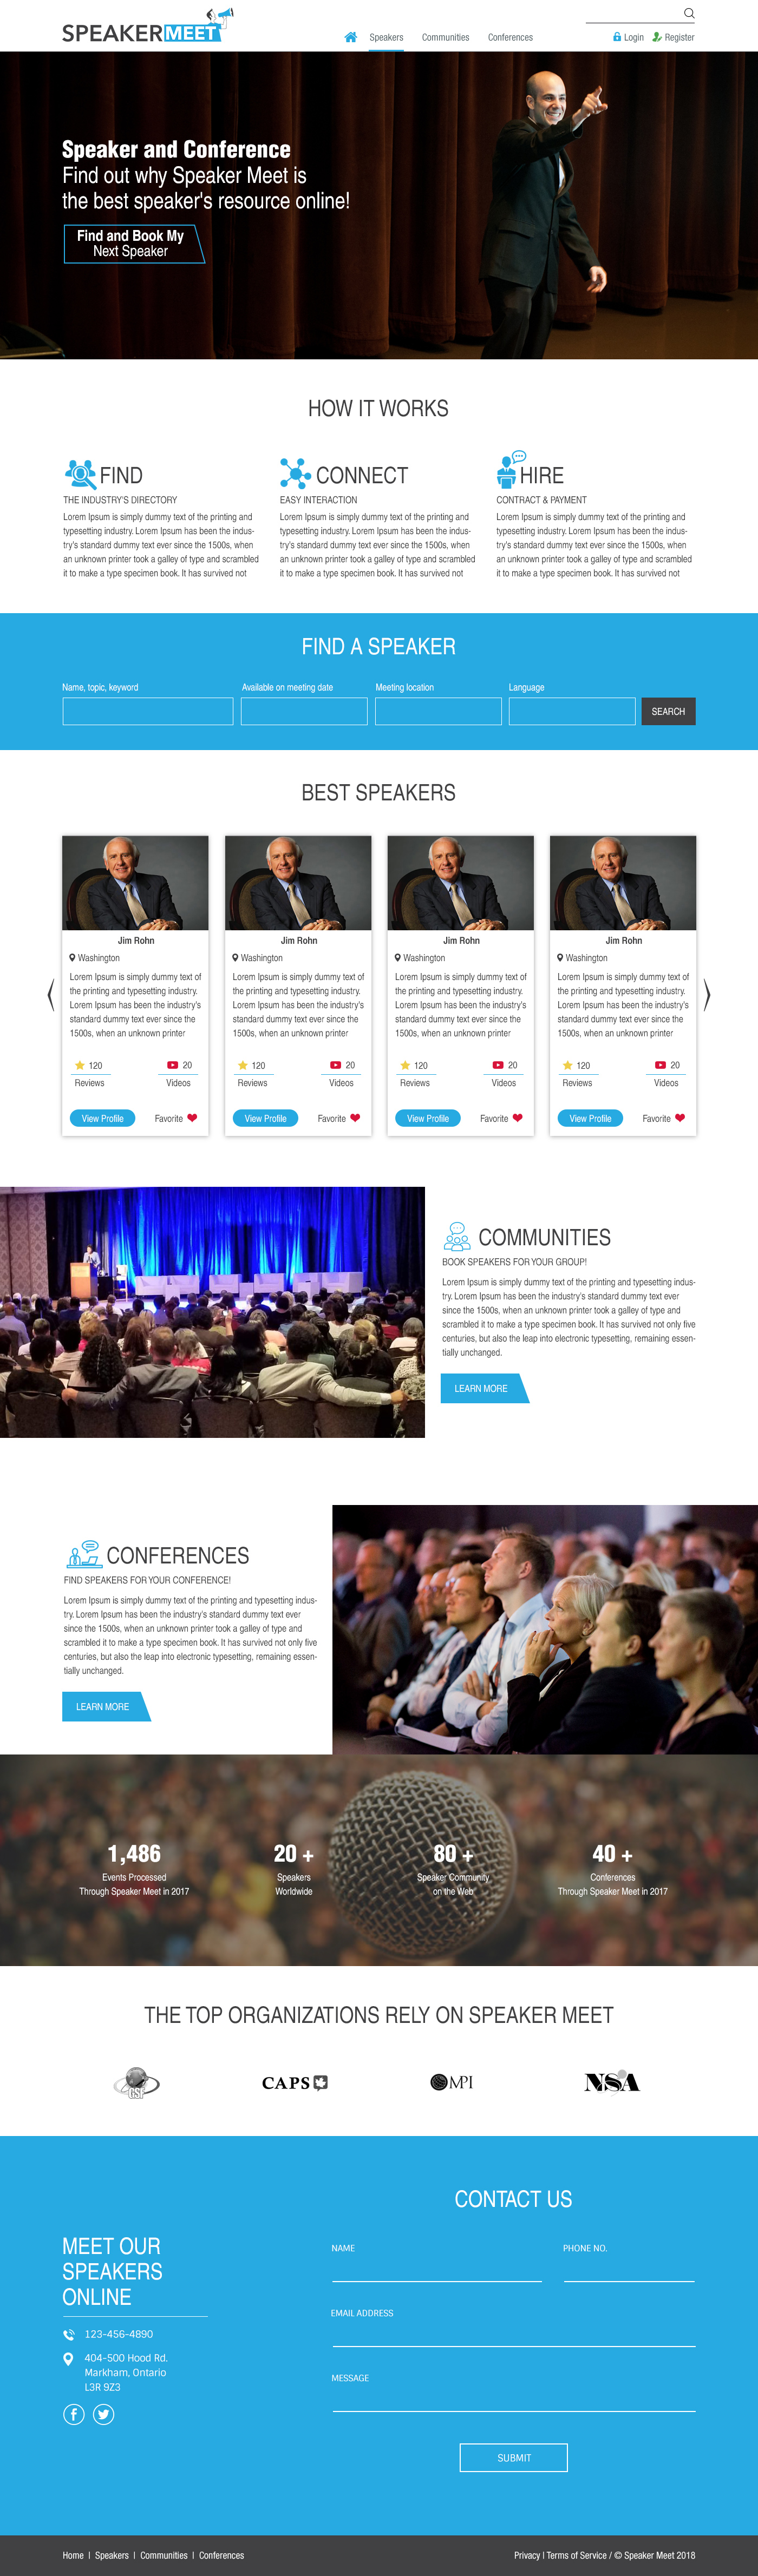 SPEAKERMEET
Speakers
Communities
Conferences
Login
Register
Speaker and Conference
Find out why Speaker Meet is
the best speaker's resource online!
Find and Book My
Next Speaker
HOW IT WORKS
FIND
THE INDUSTRY'S DIRECTORY
Lorem Ipsum is simply dummy text of the printing and
typesetting industry. Lorem Ipsum has been the indus-
try's standard dummy text ever since the 1500s, when
an unknown printer took a galley of type and scrambled
it to make a type specimen book. It has survived not
CONNECT
EASY INTERACTION
Lorem Ipsum is simply dummy text of the printing and
typesetting industry. Lorem Ipsum has been the indus-
try's standard dummy text ever since the 1500s, when
an unknown printer took a galley of type and scrambled
it to make a type specimen book. It has survived not
HIRE
CONTRACT & PAYMENT
Lorem Ipsum is simply dummy text of the printing and
typesetting industry. Lorem Ipsum has been the indus-
try's standard dummy text ever since the 1500s, when
an unknown printer took a galley of type and scrambled
it to make a type specimen book. It has survived not
FIND A SPEAKER
Name, topic, keyword
Available on meeting date
Meeting location
Language
SEARCH
BEST SPEAKERS
Jim Rohn
Washington
Lorem Ipsum is simply dummy text of
the printing and typesetting industry.
Lorem Ipsum has been the industry's
standard dummy text ever since the
1500s, when an unknown printer
120
Reviews
20
Videos
View Profile
Favorite
Jim Rohn
Washington
Lorem Ipsum is simply dummy text of
the printing and typesetting industry.
Lorem Ipsum has been the industry's
standard dummy text ever since the
1500s, when an unknown printer
120
Reviews
20
Videos
View Profile
Favorite
Jim Rohn
Washington
Lorem Ipsum is simply dummy text of
the printing and typesetting industry.
Lorem Ipsum has been the industry's
standard dummy text ever since the
1500s, when an unknown printer
120
Reviews
20
Videos
View Profile
Favorite
Jim Rohn
Washington
Lorem Ipsum is simply dummy text of
the printing and typesetting industry.
Lorem Ipsum has been the industry's
standard dummy text ever since the
1500s, when an unknown printer
120
Reviews
20
Videos
View Profile
Favorite
COMMUNITIES
BOOK SPEAKERS FOR YOUR GROUP!
Lorem Ipsum is simply dummy text of the printing and typesetting indus-
try. Lorem Ipsum has been the industry's standard dummy text ever
since the 1500s, when an unknown printer took a galley of type and
scrambled it to make a type specimen book. It has survived not only five
centuries, but also the leap into electronic typesetting, remaining essen-
tially unchanged.
LEARN MORE
CONFERENCES
FIND SPEAKERS FOR YOUR CONFERENCE!
Lorem Ipsum is simply dummy text of the printing and typesetting indus-
try. Lorem Ipsum has been the industry's standard dummy text ever
since the 1500s, when an unknown printer took a galley of type and
scrambled it to make a type specimen book. It has survived not only five
centuries, but also the leap into electronic typesetting, remaining essen-
tially unchanged.
LEARN MORE
1,486
Events Processed
Through Speaker Meet in 2017
20 +
Speakers
Worldwide
80 +
Speaker Community
on the Web
40 +
Conferences
Through Speaker Meet in 2017
THE TOP ORGANIZATIONS RELY ON SPEAKER MEET
GSF
CAPS
MPI
NSA
MEET OUR
SPEAKERS
ONLINE
123-456-4890
404-500 Hood Rd.
Markham, Ontario
L3R 9Z3
CONTACT US
NAME
PHONE NO.
EMAIL ADDRESS
MESSAGE
SUBMIT
Home | Speakers | Communities | Conferences
Privacy | Terms of Service / © Speaker Meet 2018